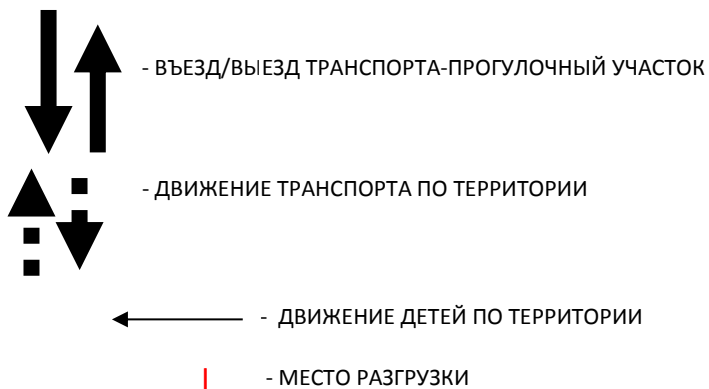 - ВЪЕЗД/ВЫЕЗД ТРАНСПОРТА-ПРОГУЛОЧНЫЙ УЧАСТОК
- ДВИЖЕНИЕ ТРАНСПОРТА ПО ТЕРРИТОРИИ
- ДВИЖЕНИЕ ДЕТЕЙ ПО ТЕРРИТОРИИ
- МЕСТО РАЗГРУЗКИ